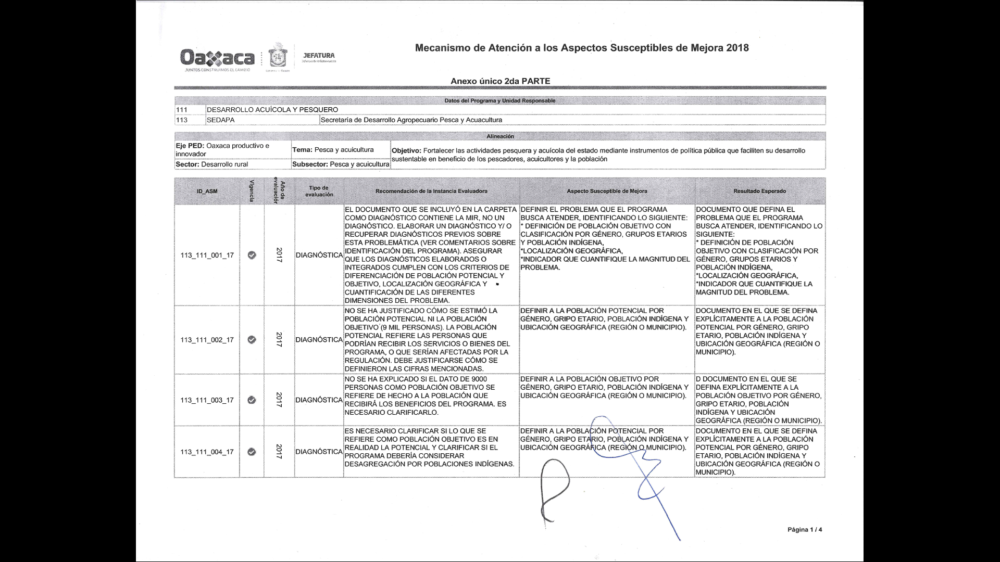 Mecanismo de Atención a los Aspectos Susceptibles de Mejora 2018
Oaxaca
JUNTOS CONSTRUIMOS EL CAMBIO
JEFATURA
Anexo único 2da PARTE
Datos del Programa y Unidad Responsable
111 DESARROLLO ACUÍCOLA Y PESQUERO
113 SEDAPA Secretaría de Desarrollo Agropecuario Pesca y Acuacultura
Alineación
Eje PED: Oaxaca productivo e
innovador
Tema: Pesca y acuicultura
Objetivo: Fortalecer las actividades pesquera y acuícola del estado mediante instrumentos de política pública que faciliten su desarrollo
sustentable en beneficio de los pescadores, acuicultores y la población
Sector: Desarrollo rural
Subsector: Pesca y acuicultura
ID_ASM
Vigencia
Año de
evaluación
Tipo de
evaluación
Recomendación de la Instancia Evaluadora
Aspecto Susceptible de Mejora
Resultado Esperado
113_111_001_17
2017
DIAGNÓSTICA
EL DOCUMENTO QUE SE INCLUYÓ EN LA CARPETA
COMO DIAGNÓSTICO CONTIENE LA MIR, NO UN
DIAGNÓSTICO. ELABORAR UN DIAGNÓSTICO Y/ O
RECUPERAR DIAGNÓSTICOS PREVIOS SOBRE
ESTA PROBLEMÁTICA (VER COMENTARIOS SOBRE
IDENTIFICACIÓN DEL PROGRAMA). ASEGURAR
QUE LOS DIAGNÓSTICOS ELABORADOS O
INTEGRADOS CUMPLEN CON LOS CRITERIOS DE
DIFERENCIACIÓN DE POBLACIÓN POTENCIAL Y
OBJETIVO, LOCALIZACIÓN GEOGRÁFICA Y
CUANTIFICACIÓN DE LAS DIFERENTES
DIMENSIONES DEL PROBLEMA.
DEFINIR EL PROBLEMA QUE EL PROGRAMA
BUSCA ATENDER, IDENTIFICANDO LO SIGUIENTE:
* DEFINICIÓN DE POBLACIÓN OBJETIVO CON
CLASIFICACIÓN POR GÉNERO, GRUPOS ETARIOS
Y POBLACIÓN INDÍGENA,
*LOCALIZACIÓN GEOGRÁFICA,
*INDICADOR QUE CUANTIFIQUE LA MAGNITUD DEL
PROBLEMA.
DOCUMENTO QUE DEFINA EL
PROBLEMA QUE EL PROGRAMA
BUSCA ATENDER, IDENTIFICANDO LO
SIGUIENTE:
* DEFINICIÓN DE POBLACIÓN
OBJETIVO CON CLASIFICACIÓN POR
GÉNERO, GRUPOS ETARIOS Y
POBLACIÓN INDÍGENA,
*LOCALIZACIÓN GEOGRÁFICA,
*INDICADOR QUE CUANTIFIQUE LA
MAGNITUD DEL PROBLEMA.
113_111_002_17
2017
DIAGNÓSTICA
NO SE HA JUSTIFICADO CÓMO SE ESTIMÓ LA
POBLACIÓN POTENCIAL NI LA POBLACIÓN
OBJETIVO (9 MIL PERSONAS). LA POBLACIÓN
POTENCIAL REFIERE LAS PERSONAS QUE
PODRÍAN RECIBIR LOS SERVICIOS O BIENES DEL
PROGRAMA, O QUE SERÍAN AFECTADAS POR LA
REGULACIÓN. DEBE JUSTIFICARSE CÓMO SE
DEFINIERON LAS CIFRAS MENCIONADAS.
DEFINIR A LA POBLACIÓN POTENCIAL POR
GÉNERO, GRIPO ETARIO, POBLACIÓN INDÍGENA Y
UBICACIÓN GEOGRÁFICA (REGIÓN O MUNICIPIO).
DOCUMENTO EN EL QUE SE DEFINA
EXPLÍCITAMENTE A LA POBLACIÓN
POTENCIAL POR GÉNERO, GRIPO
ETARIO, POBLACIÓN INDÍGENA Y
UBICACIÓN GEOGRÁFICA (REGIÓN O
MUNICIPIO).
113_111_003_17
2017
DIAGNÓSTICA
NO SE HA EXPLICADO SI EL DATO DE 9000
PERSONAS COMO POBLACIÓN OBJETIVO SE
REFIERE DE HECHO A LA POBLACIÓN QUE
RECIBIRÁ LOS BENEFICIOS DEL PROGRAMA. ES
NECESARIO CLARIFICARLO.
DEFINIR A LA POBLACIÓN OBJETIVO POR
GÉNERO, GRIPO ETARIO, POBLACIÓN INDÍGENA Y
UBICACIÓN GEOGRÁFICA (REGIÓN O MUNICIPIO).
D DOCUMENTO EN EL QUE SE
DEFINA EXPLÍCITAMENTE A LA
POBLACIÓN OBJETIVO POR GÉNERO,
GRIPO ETARIO, POBLACIÓN
INDÍGENA Y UBICACIÓN
GEOGRÁFICA (REGIÓN O MUNICIPIO).
113_111_004_17
2017
DIAGNÓSTICA
ES NECESARIO CLARIFICAR SI LO QUE SE
REFIERE COMO POBLACIÓN OBJETIVO ES EN
REALIDAD LA POTENCIAL Y CLARIFICAR SI EL
PROGRAMA DEBERÍA CONSIDERAR
DESAGREGACIÓN POR POBLACIONES INDÍGENAS.
DEFINIR A LA POBLACIÓN POTENCIAL POR
GÉNERO, GRIPO ETARIO, POBLACIÓN INDÍGENA Y
UBICACIÓN GEOGRÁFICA (REGIÓN O MUNICIPIO).
DOCUMENTO EN EL QUE SE DEFINA
EXPLÍCITAMENTE A LA POBLACIÓN
POTENCIAL POR GÉNERO, GRIPO
ETARIO, POBLACIÓN INDÍGENA Y
UBICACIÓN GEOGRÁFICA (REGIÓN O
MUNICIPIO).
Página 1 / 4